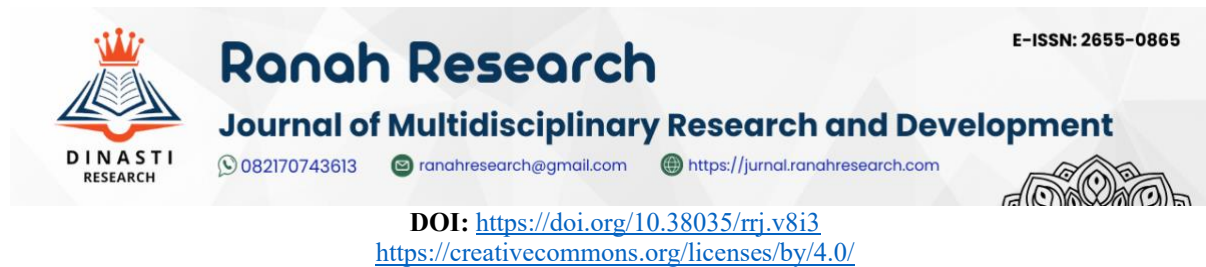 E-ISSN: 2655-0865
Ranah Research
Journal of Multidisciplinary Research and Development
DINASTI
RESEARCH
082170743613 ranahresearch@gmail.com https://jurnal.ranahresearch.com
DOI: https://doi.org/10.38035/rrj.v8i3
https://creativecommons.org/licenses/by/4.0/